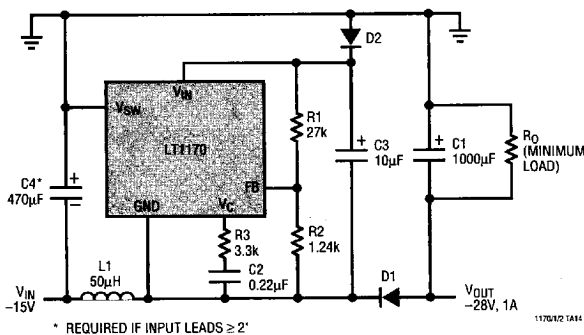 D2
VSW
VIN
LT1170
GND
VC
FB
R1
27k
C3
10µF
C1
1000µF
RO
(MINIMUM
LOAD)
C4*
470µF
R3
3.3k
R2
1.24k
C2
0.22µF
L1
50µH
D1
VIN
–15V
VOUT
–28V, 1A
* REQUIRED IF INPUT LEADS ≥ 2"
1170/1/2 TA14